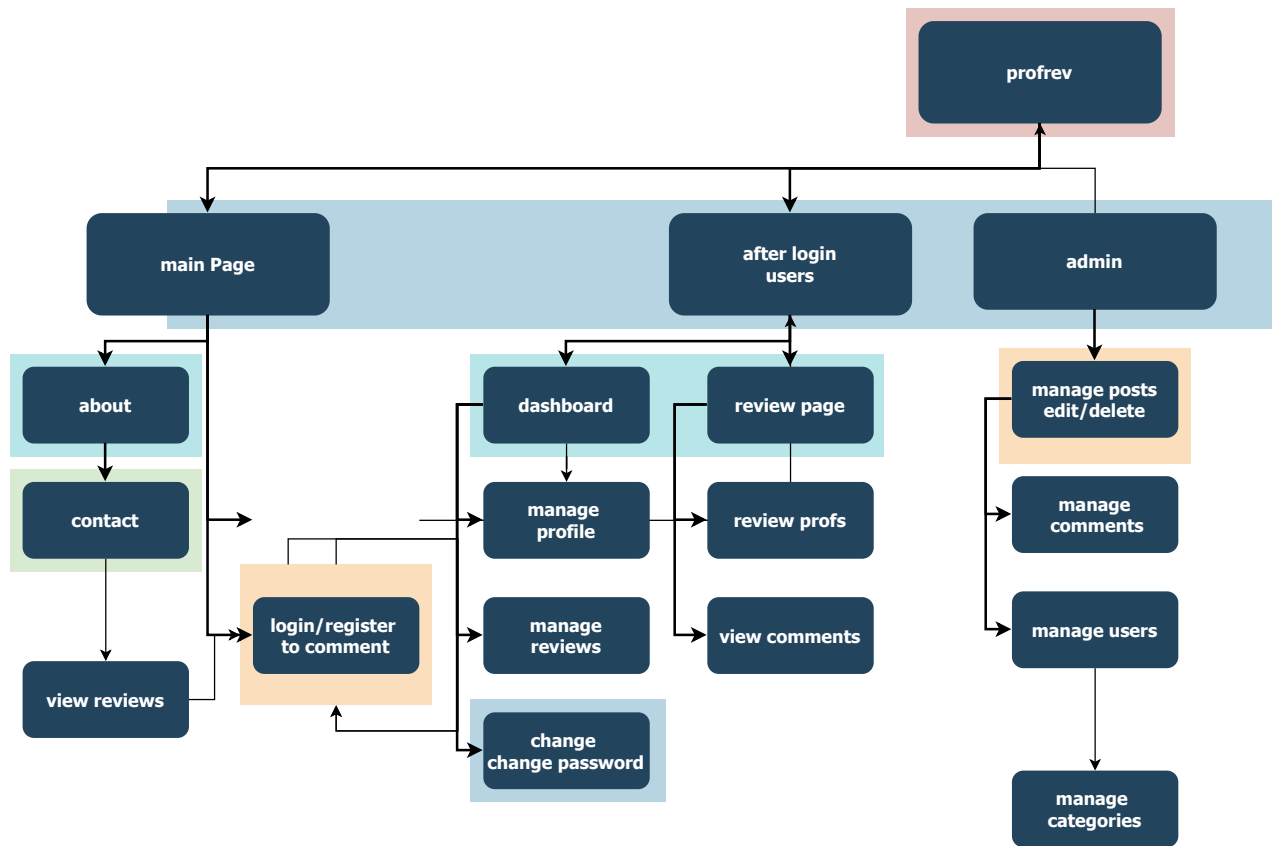 profrev
main Page
after login
users
admin
about
dashboard
review page
manage posts
edit/delete
contact
manage
profile
review profs
manage
comments
login/register
to comment
manage
reviews
view comments
manage users
view reviews
change
change password
manage
categories